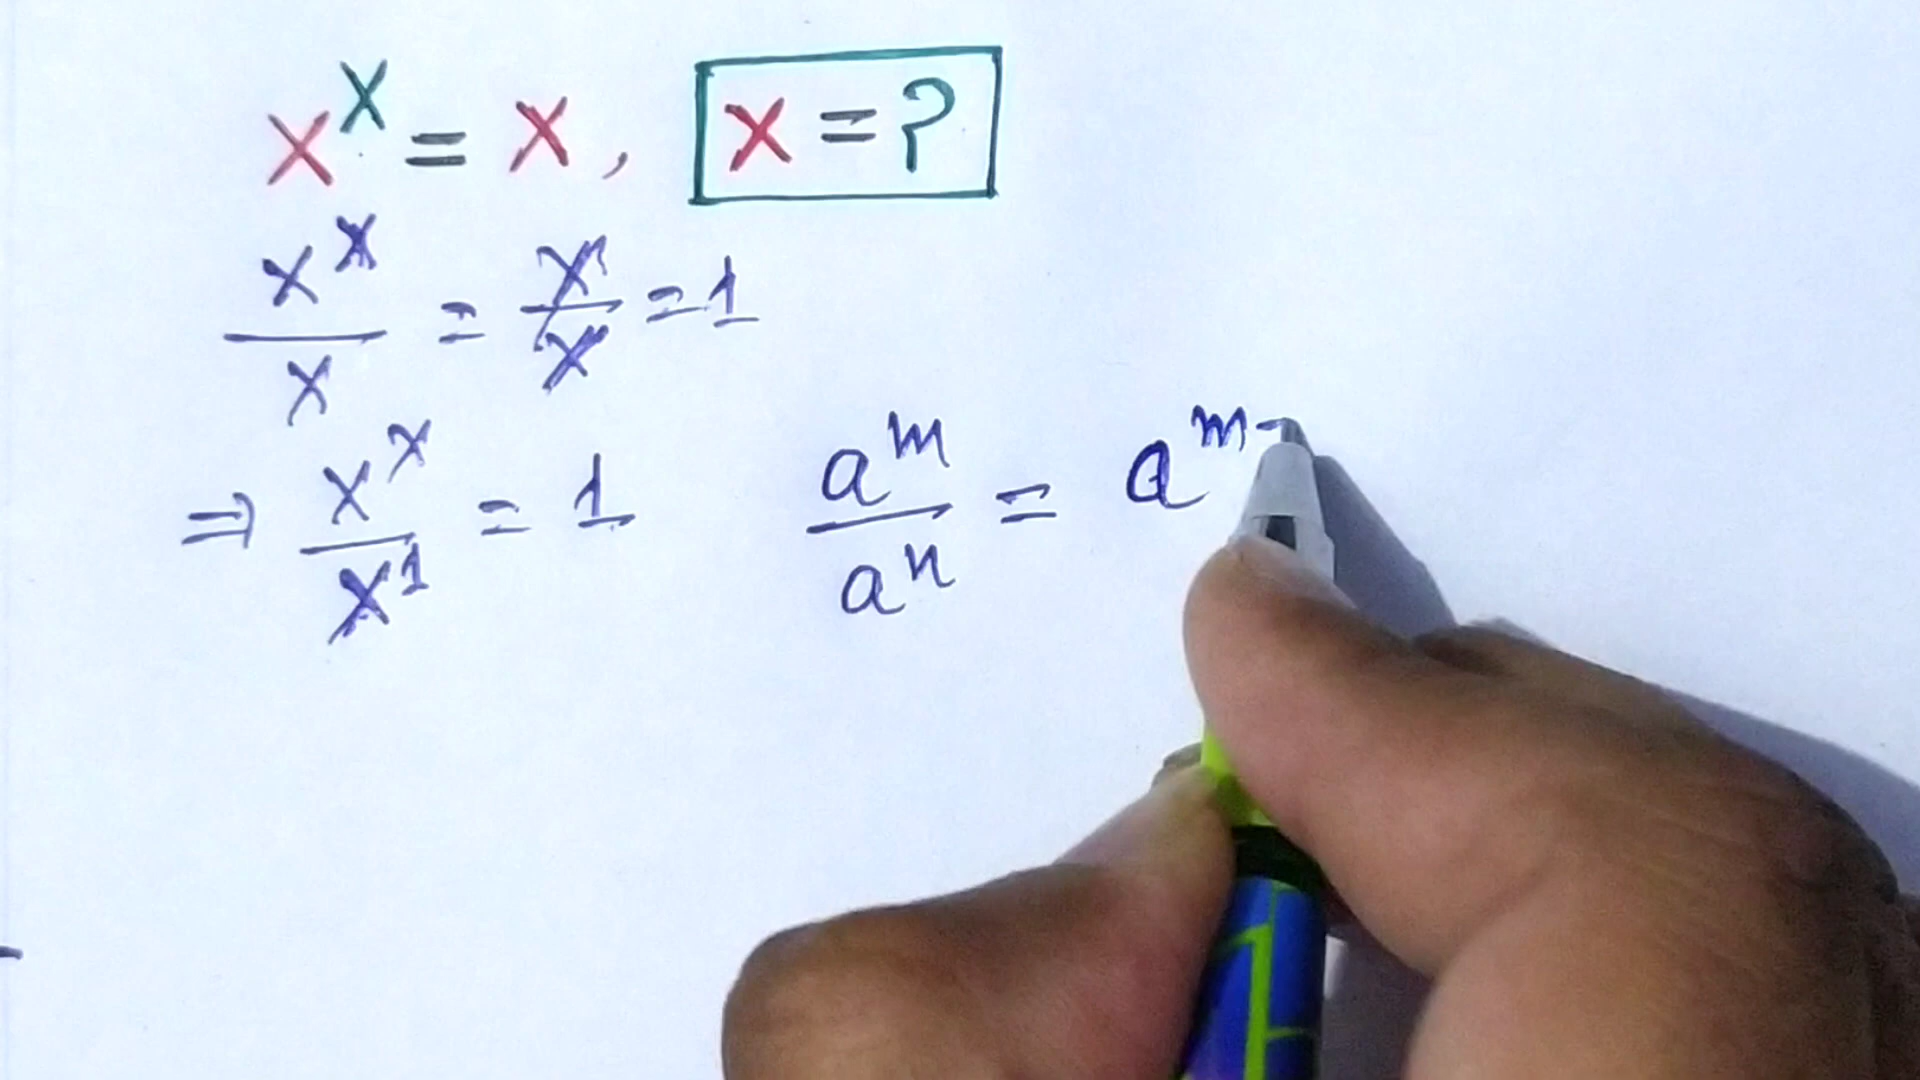 x^x = x, x = ?
x^x/x = x/x = 1
⇒ x^x/x^1 = 1 a^m/a^n = a^m-